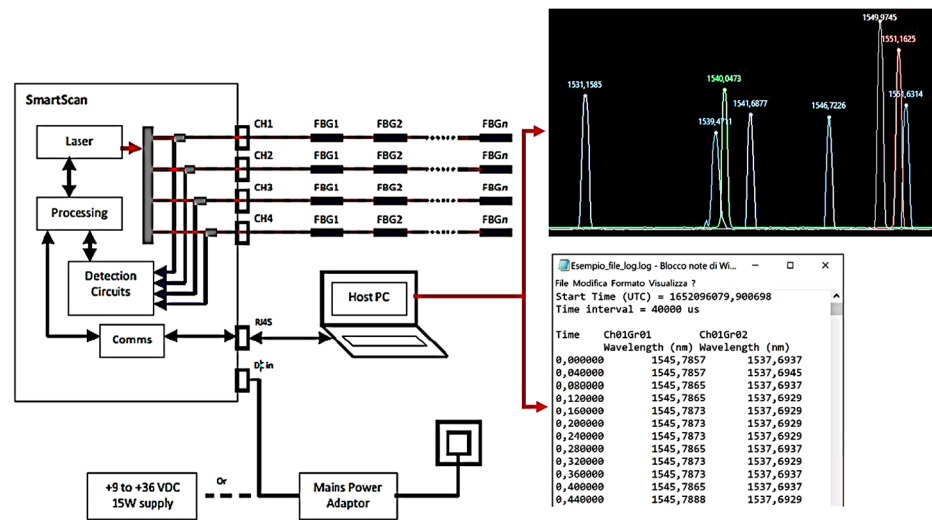 SmartScan
Laser
Processing
Detection
Circuits
Comms
CH1
CH2
CH3
CH4
FBG1 FBG2 FBGn
FBG1 FBG2 FBGn
FBG1 FBG2 FBGn
FBG1 FBG2 FBGn
RJ45
DC in
Host PC
+9 to +36 VDC
15W supply
Or
Mains Power
Adaptor
1531,1585
1539,4711
1540,0473
1541,6877
1546,7226
1549,9745
1551,1625
1551,6314
Esempio_file_log.log - Blocco note di Wi...
File Modifica Formato Visualizza ?
Start Time (UTC) = 1652096079,900698
Time interval = 40000 us
Time Ch01Gr01 Ch01Gr02
Wavelength (nm) Wavelength (nm)
0,000000 1545,7857 1537,6937
0,040000 1545,7857 1537,6945
0,080000 1545,7865 1537,6937
0,120000 1545,7865 1537,6929
0,160000 1545,7873 1537,6929
0,200000 1545,7873 1537,6929
0,240000 1545,7873 1537,6929
0,280000 1545,7865 1537,6937
0,320000 1545,7873 1537,6929
0,360000 1545,7873 1537,6937
0,400000 1545,7865 1537,6937
0,440000 1545,7888 1537,6929